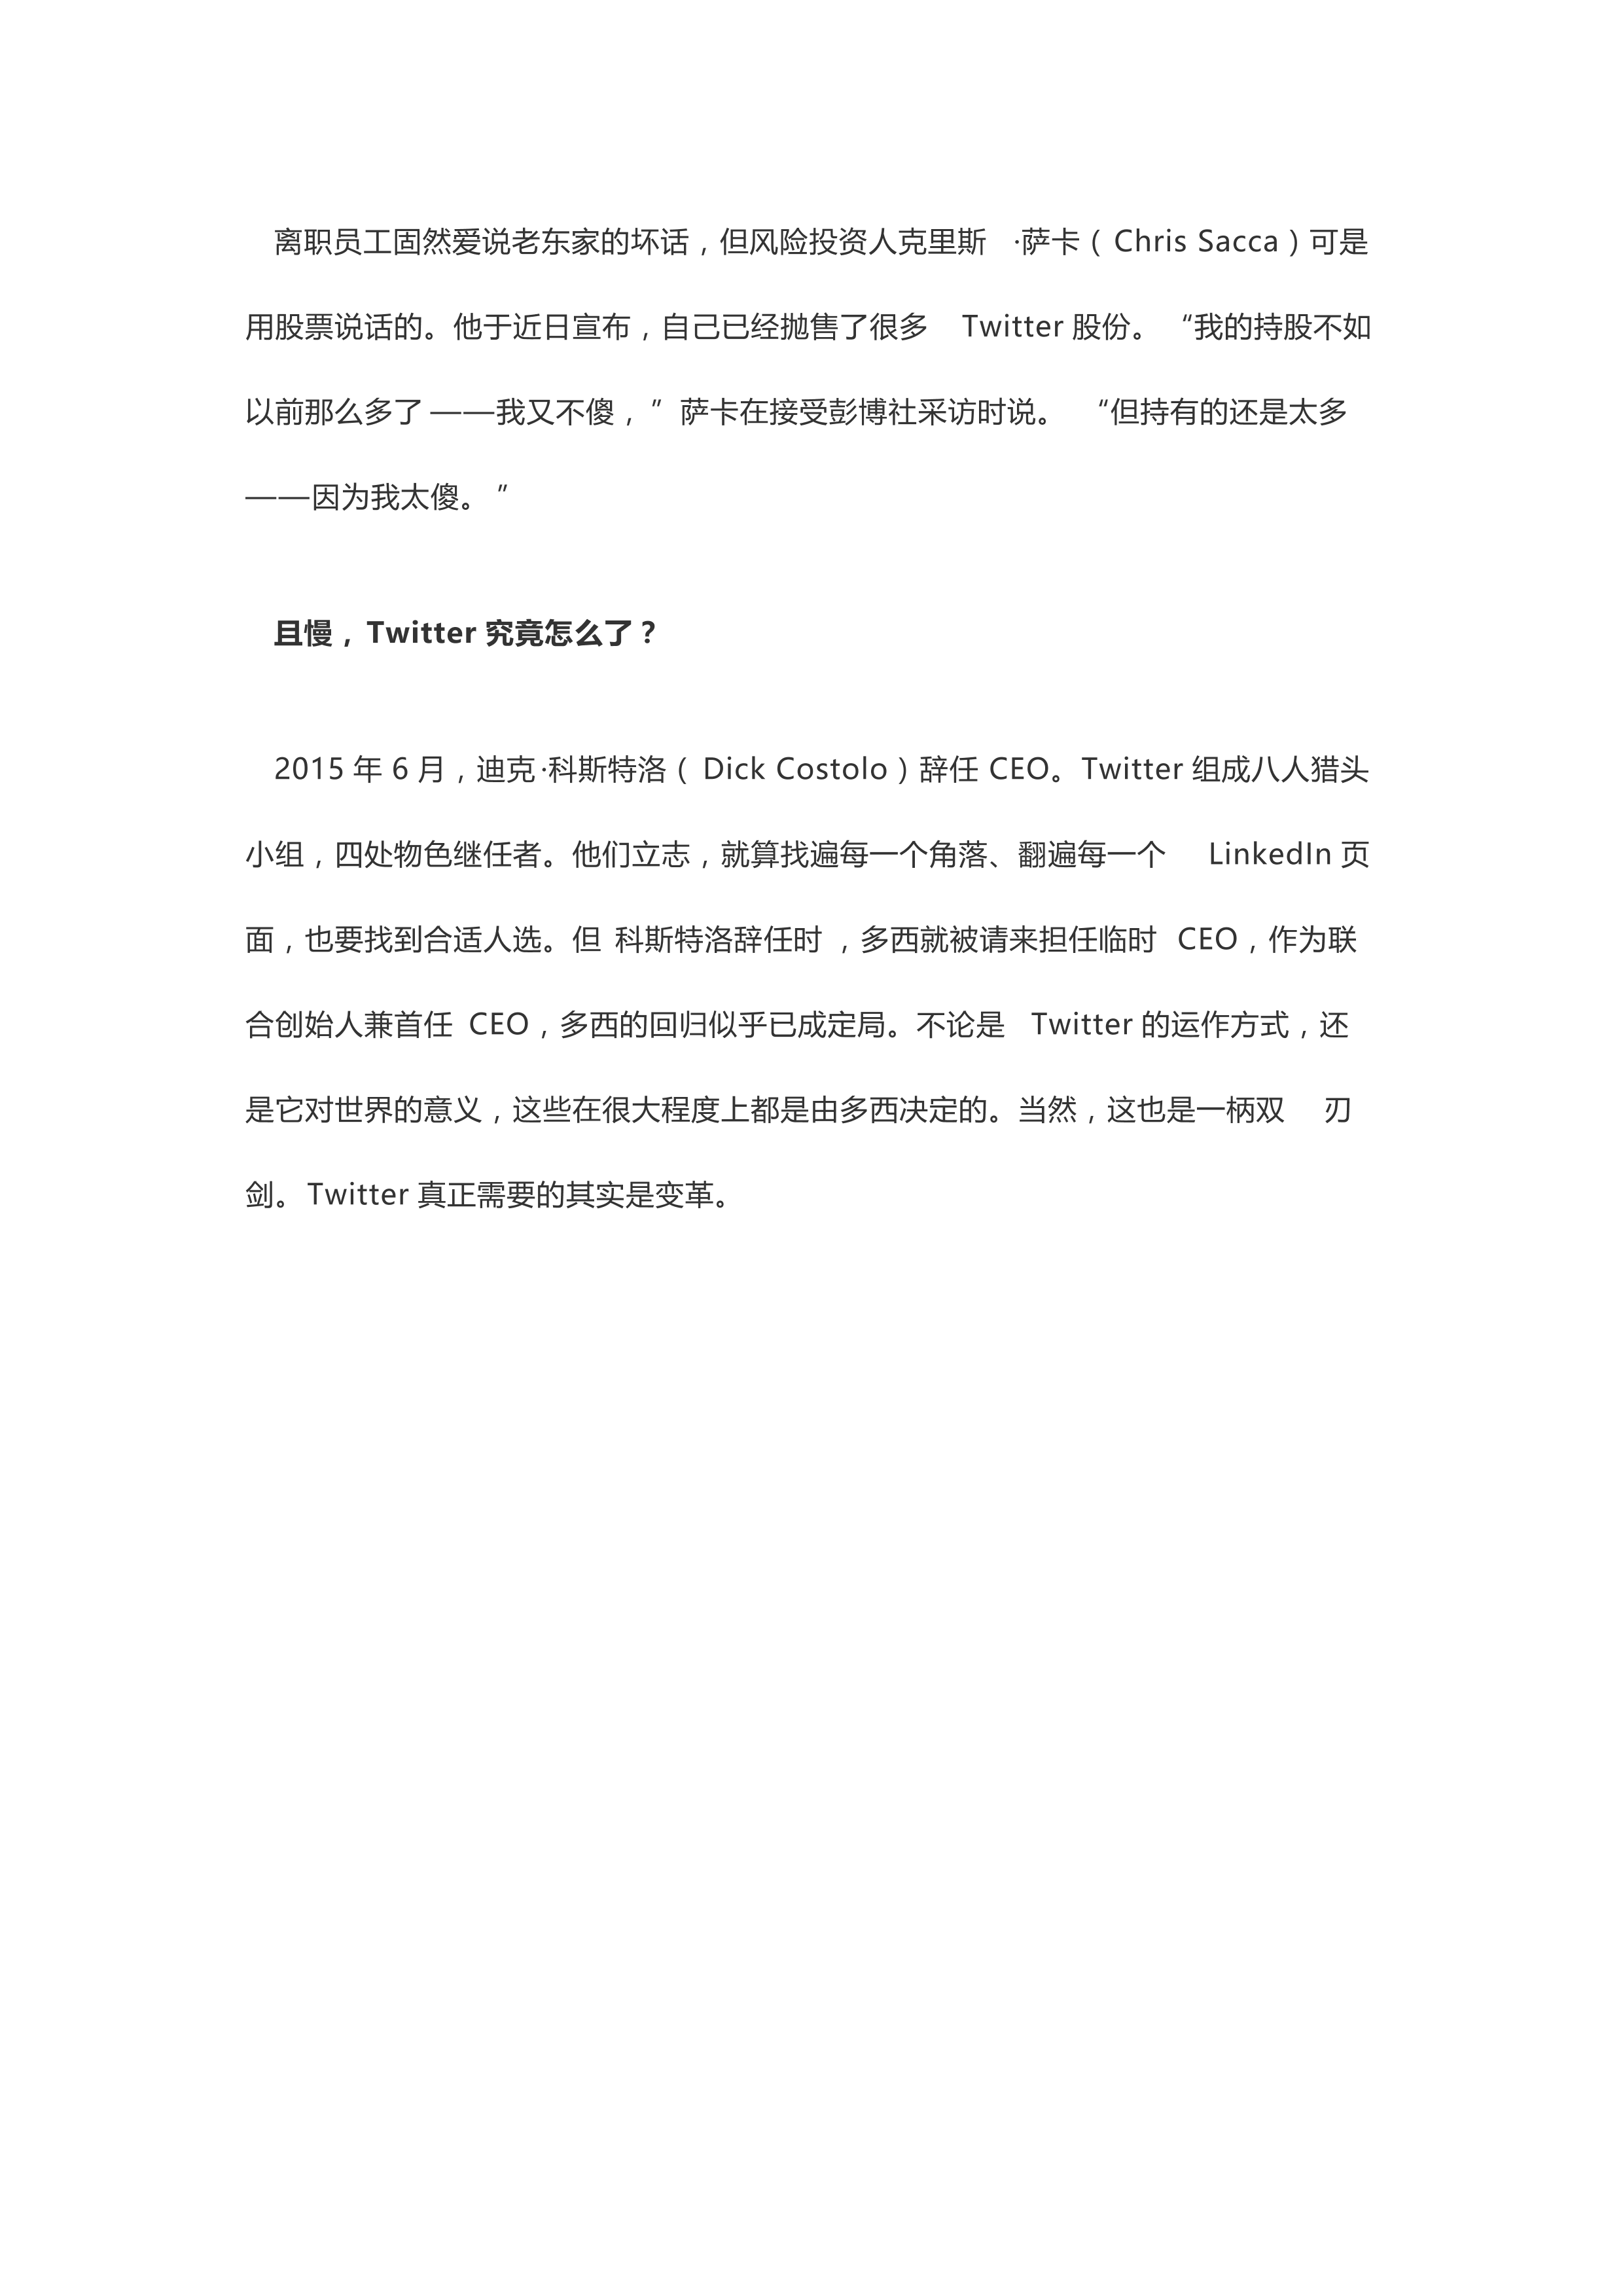 离职员工固然爱说老东家的坏话，但风险投资人克里斯 ·萨卡（Chris Sacca）可是
用股票说话的。他于近日宣布，自己已经抛售了很多 Twitter 股份。 “我的持股不如
以前那么多了 ——我又不傻，” 萨卡在接受彭博社采访时说。 “但持有的还是太多
——因为我太傻。 ”
且慢，Twitter 究竟怎么了？
2015 年 6 月，迪克·科斯特洛（ Dick Costolo）辞任 CEO。Twitter 组成八人猎头
小组，四处物色继任者。他们立志，就算找遍每一个角落、翻遍每一个 LinkedIn 页
面，也要找到合适人选。但 科斯特洛辞任时 ，多西就被请来担任临时 CEO，作为联
合创始人兼首任 CEO，多西的回归似乎已成定局。不论是 Twitter 的运作方式，还
是它对世界的意义，这些在很大程度上都是由多西决定的。当然，这也是一柄双 刃
剑。Twitter 真正需要的其实是变革。